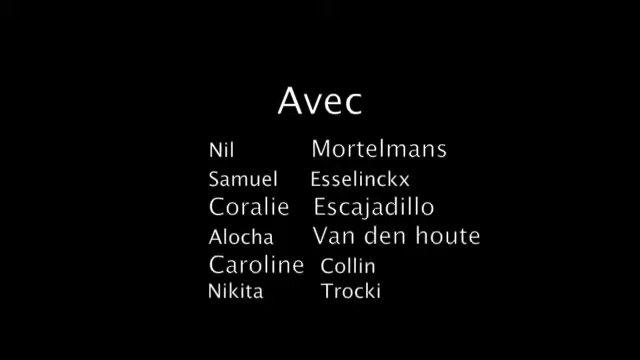 Avec
Nil Mortelmans
Samuel Esselinckx
Coralie Escajadillo
Alocha Van den houte
Caroline Collin
Nikita Trocki